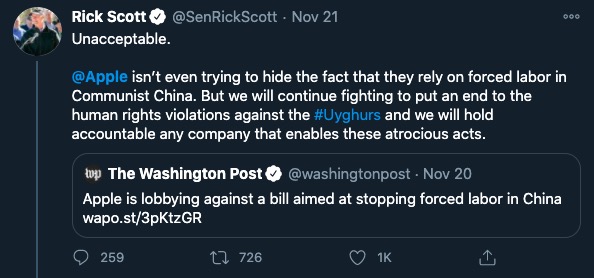 Rick Scott @SenRickScott · Nov 21
Unacceptable.
@Apple isn’t even trying to hide the fact that they rely on forced labor in
Communist China. But we will continue fighting to put an end to the
human rights violations against the #Uyghurs and we will hold
accountable any company that enables these atrocious acts.
wp The Washington Post @washingtonpost · Nov 20
Apple is lobbying against a bill aimed at stopping forced labor in China
wapo.st/3pKtzGR
259 726 1K